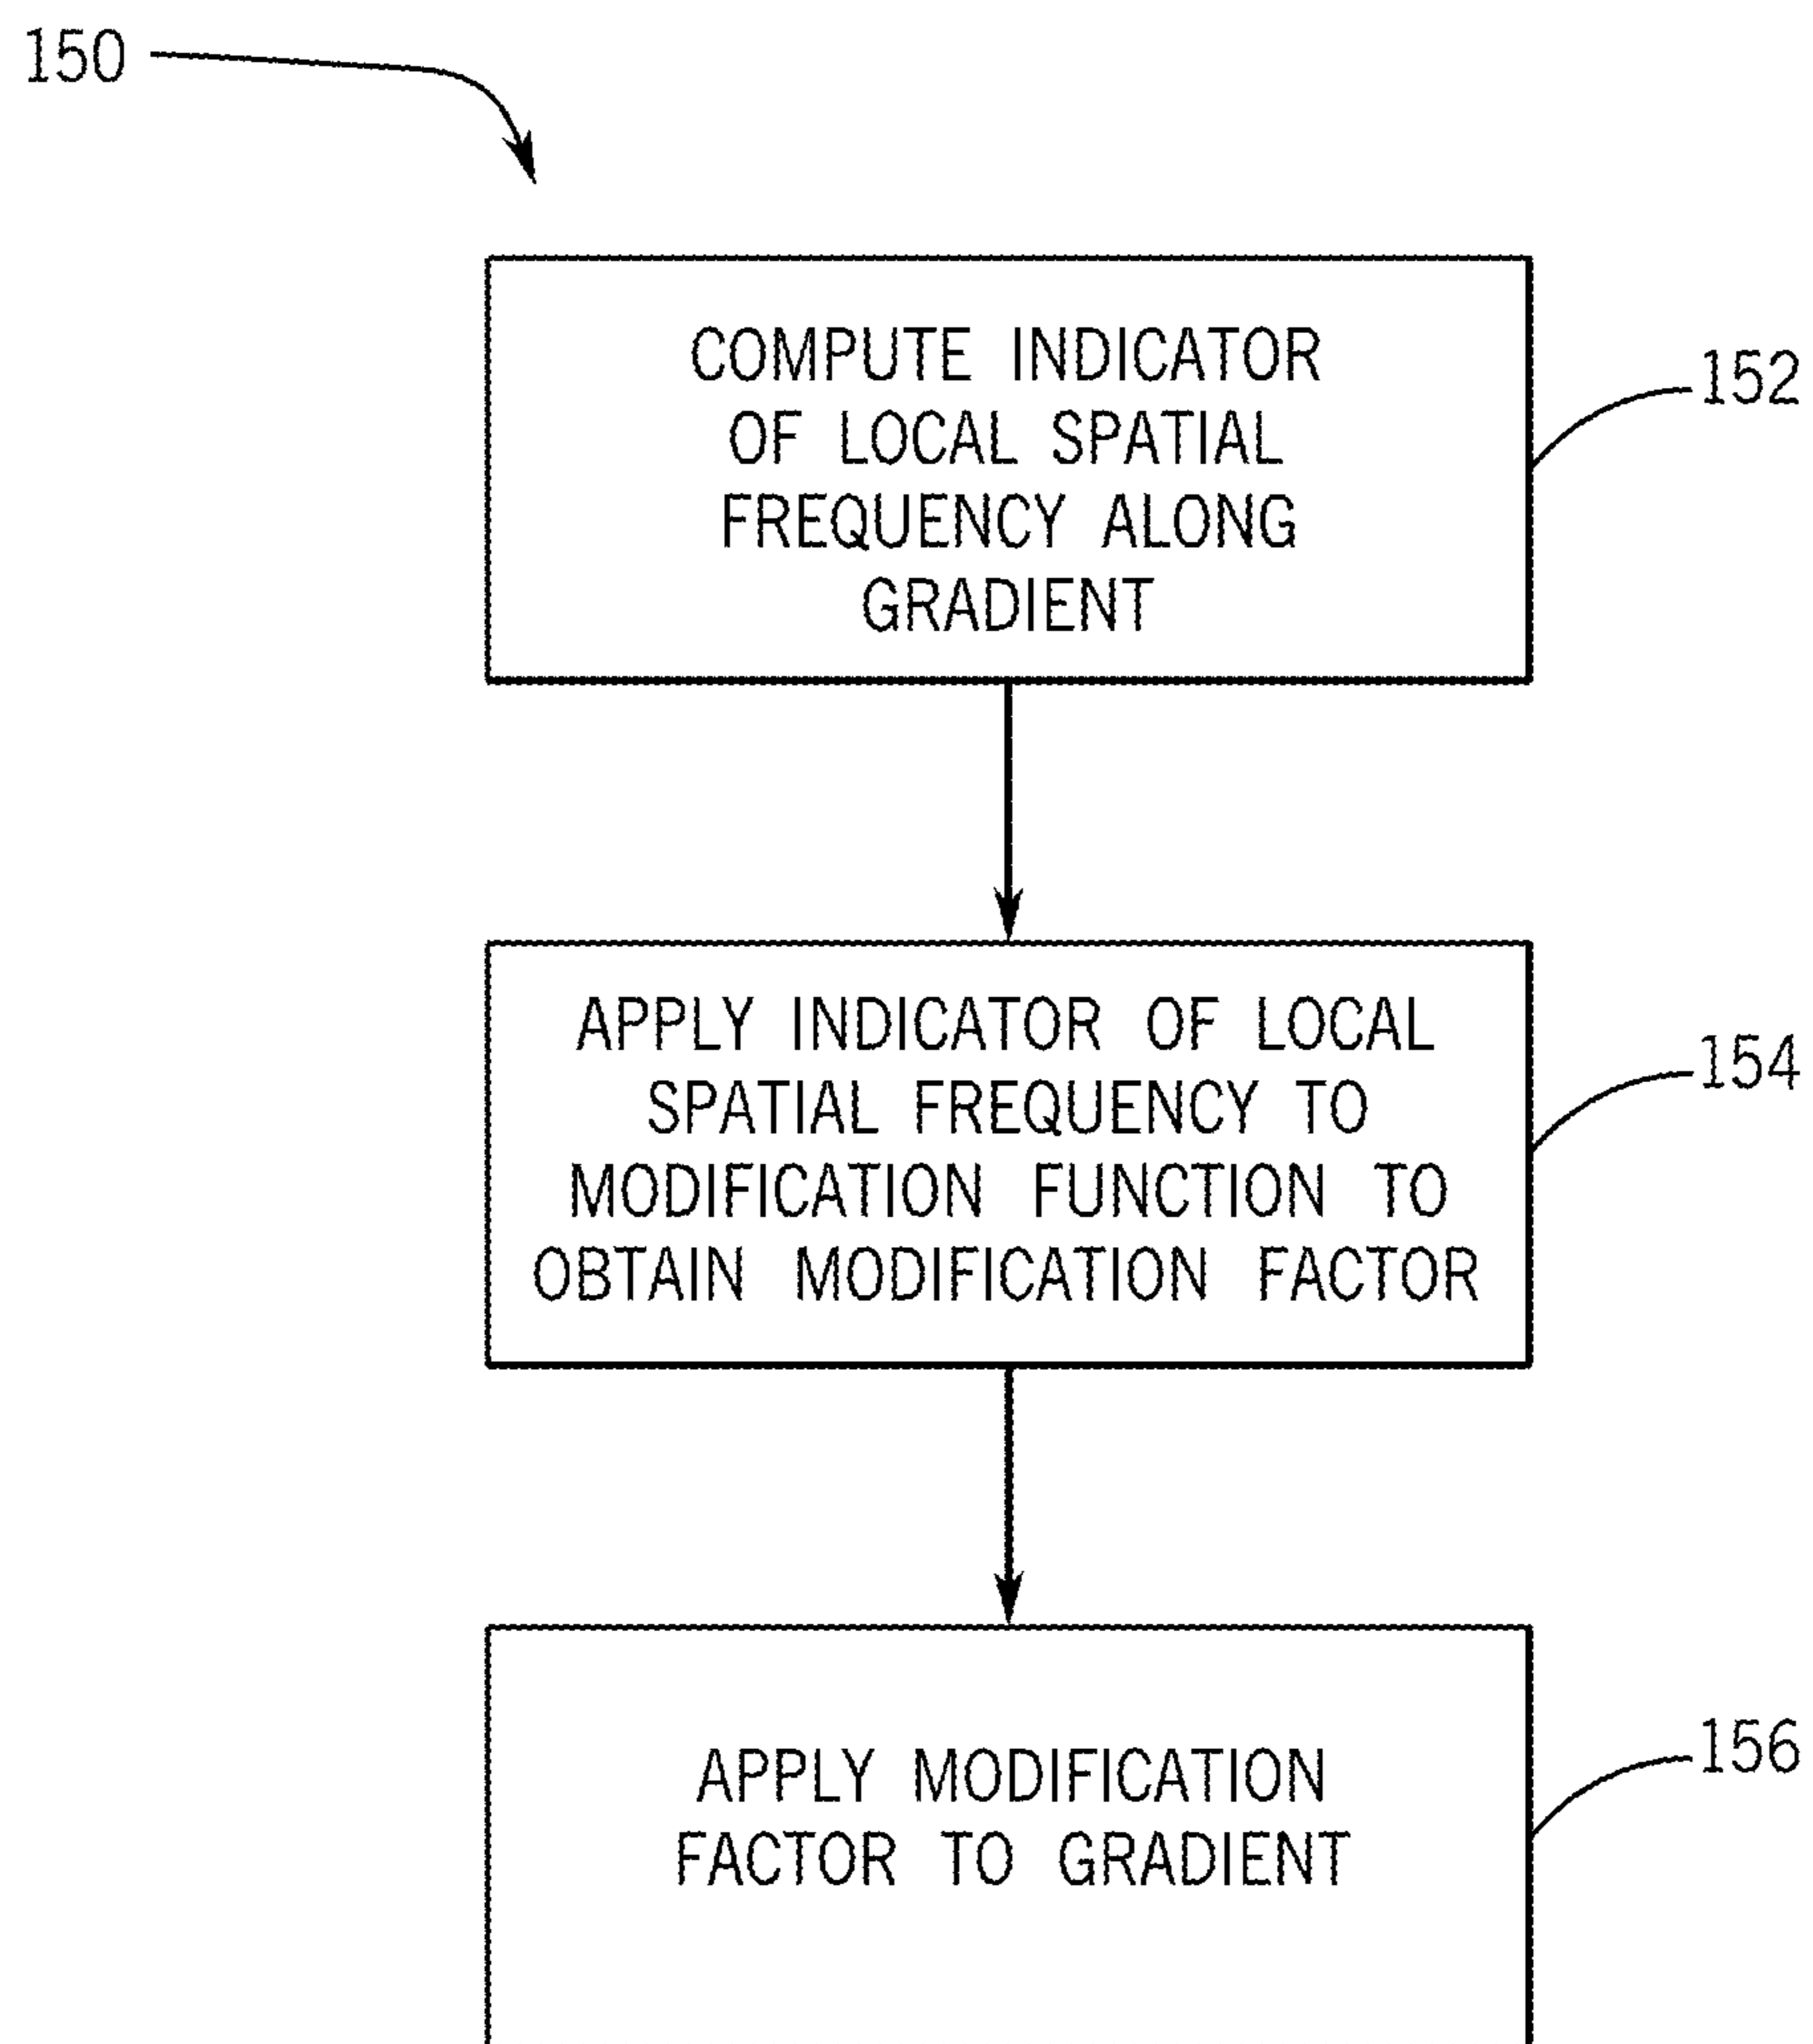 150
COMPUTE INDICATOR
OF LOCAL SPATIAL
FREQUENCY ALONG
GRADIENT
152
APPLY INDICATOR OF LOCAL
SPATIAL FREQUENCY TO
MODIFICATION FUNCTION TO
OBTAIN MODIFICATION FACTOR
154
APPLY MODIFICATION
FACTOR TO GRADIENT
156